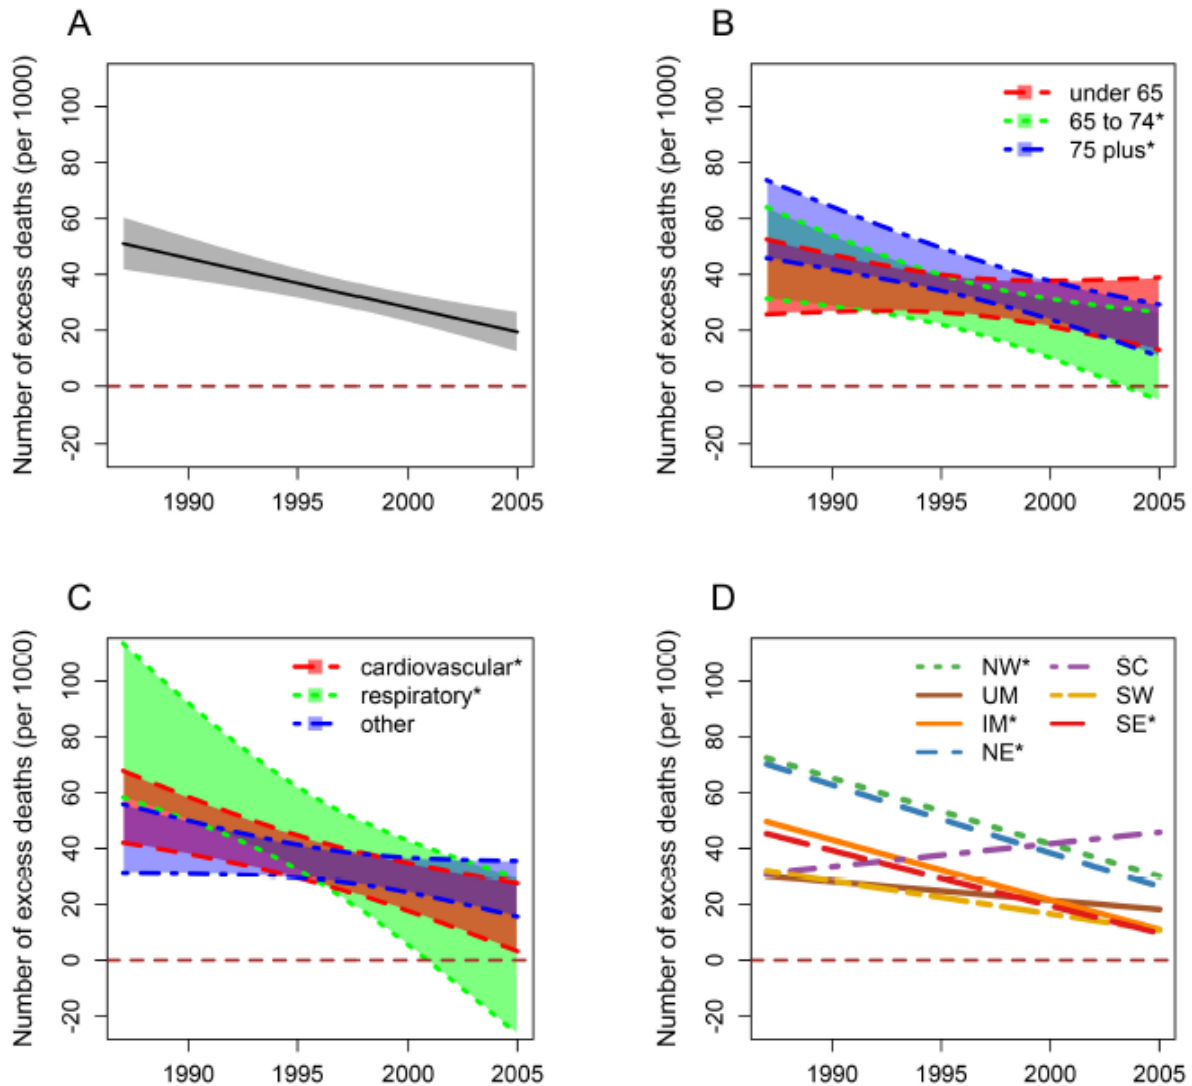 A
Number of excess deaths (per 1000)
100
80
60
40
20
0
-20
1990
1995
2000
2005
B
Number of excess deaths (per 1000)
100
80
60
40
20
0
-20
under 65
65 to 74*
75 plus*
1990
1995
2000
2005
C
Number of excess deaths (per 1000)
100
80
60
40
20
0
-20
cardiovascular*
respiratory*
other
1990
1995
2000
2005
D
Number of excess deaths (per 1000)
100
80
60
40
20
0
-20
NW* SC
UM SW
IM* SE*
NE*
1990
1995
2000
2005